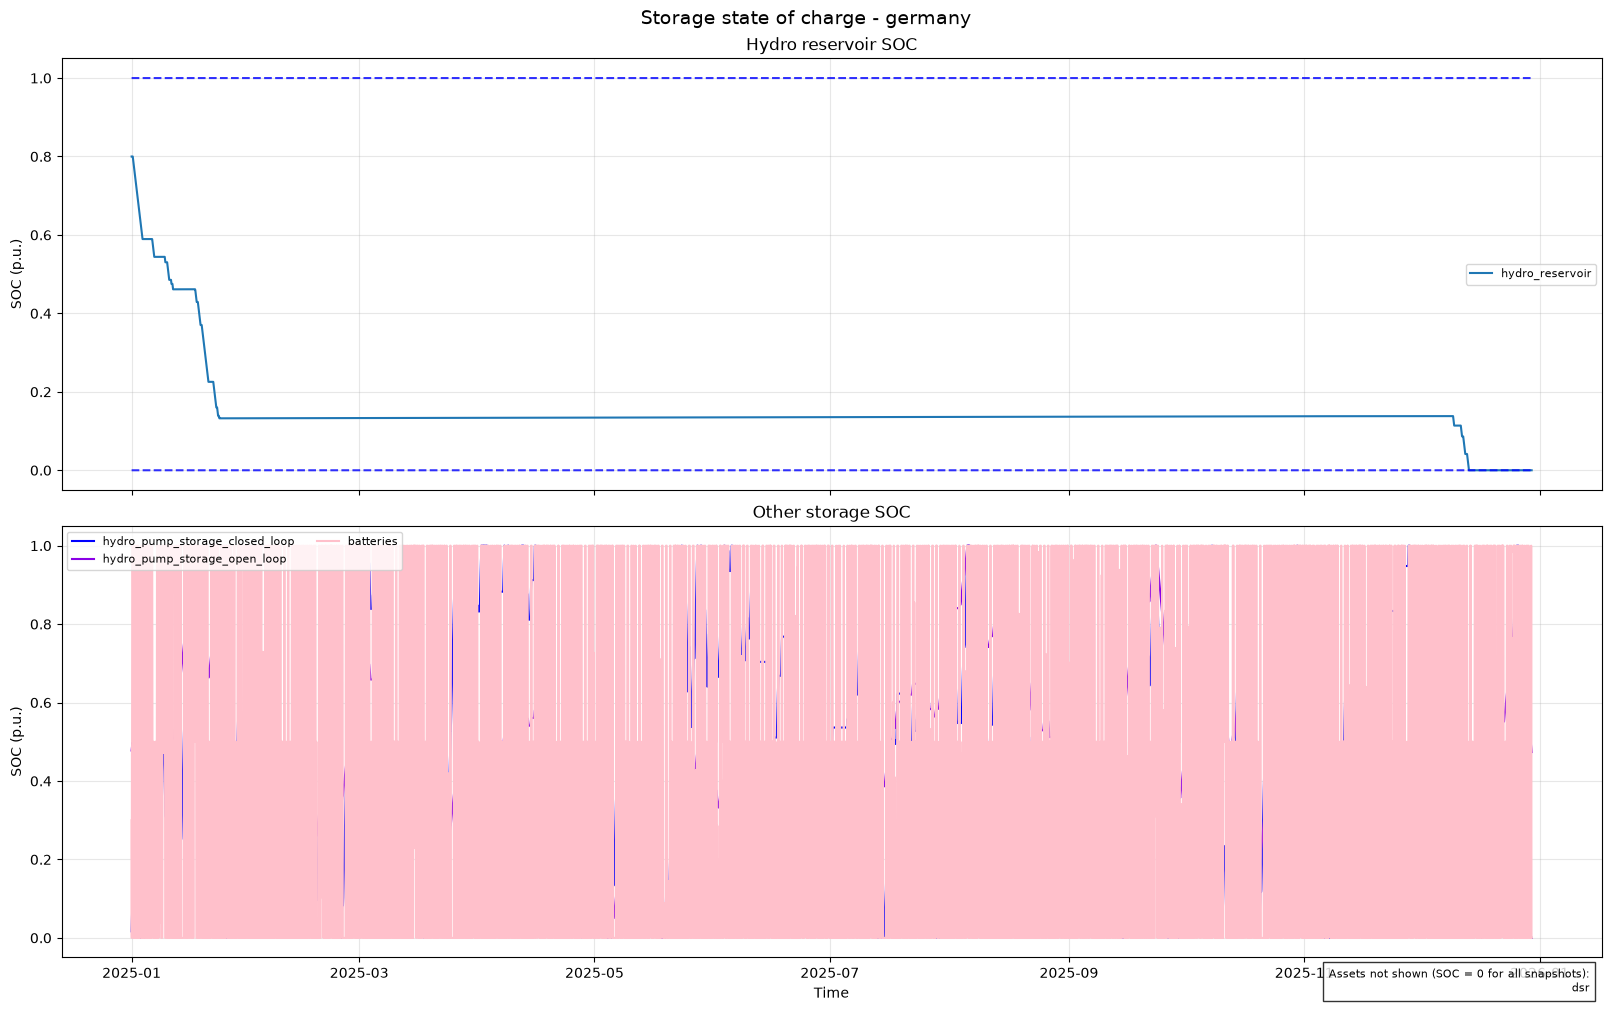 Storage state of charge - germany
Hydro reservoir SOC
1.0
0.8
0.6
0.4
0.2
0.0
SOC (p.u.)
hydro_reservoir
Other storage SOC
hydro_pump_storage_closed_loop
batteries
hydro_pump_storage_open_loop
1.0
0.8
0.6
0.4
0.2
0.0
SOC (p.u.)
2025-01
2025-03
2025-05
2025-07
2025-09
Time
Assets not shown (SOC = 0 for all snapshots):
dsr